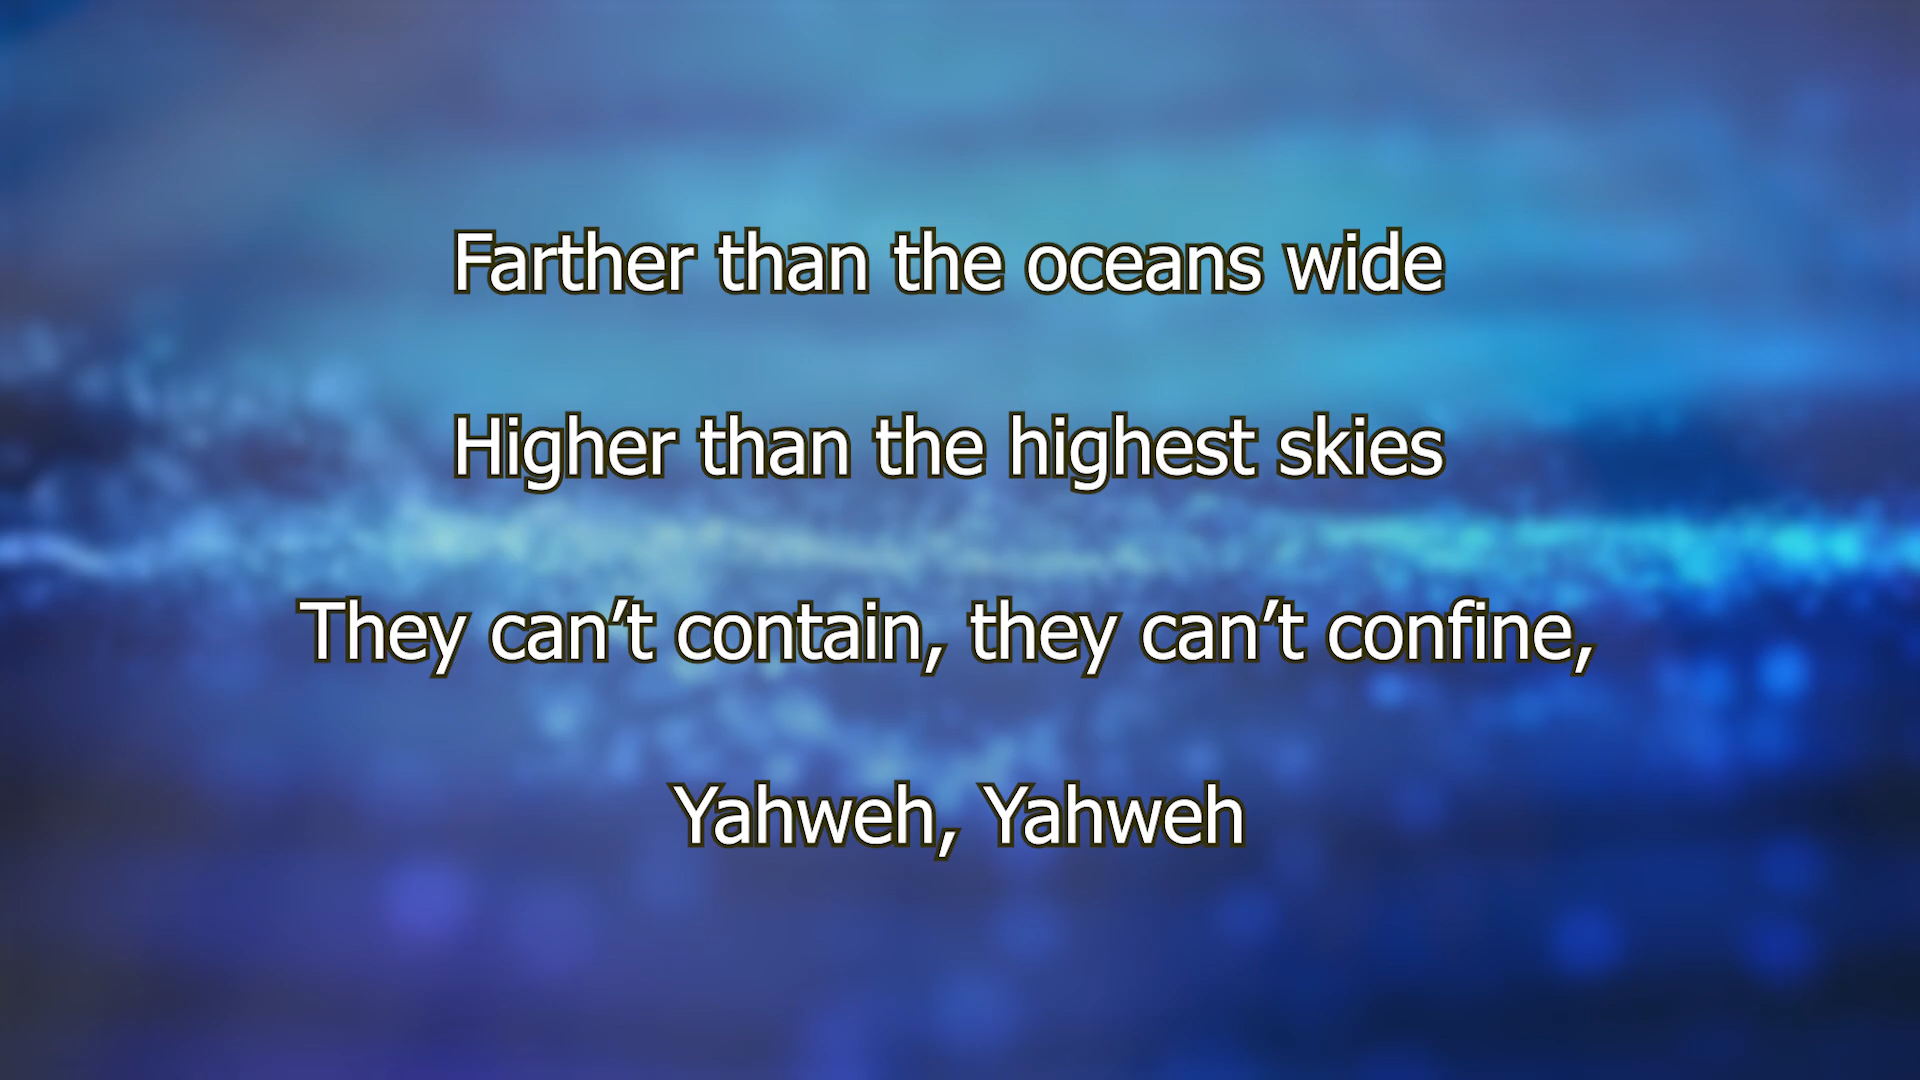 Farther than the oceans wide
Higher than the highest skies
They can’t contain, they can’t confine,
Yahweh, Yahweh